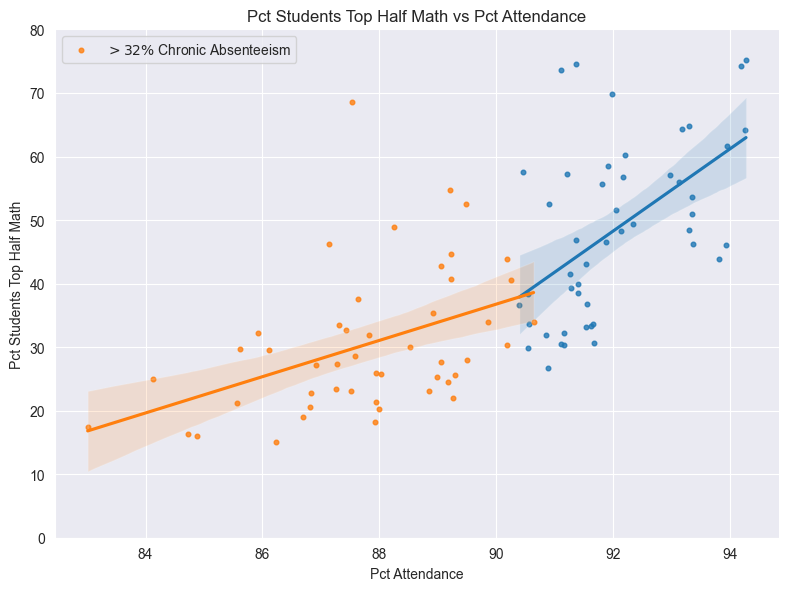 Pct Students Top Half Math vs Pct Attendance
> 32% Chronic Absenteeism
80
70
60
50
40
30
20
10
0
Pct Students Top Half Math
84 86 88 90 92 94
Pct Attendance